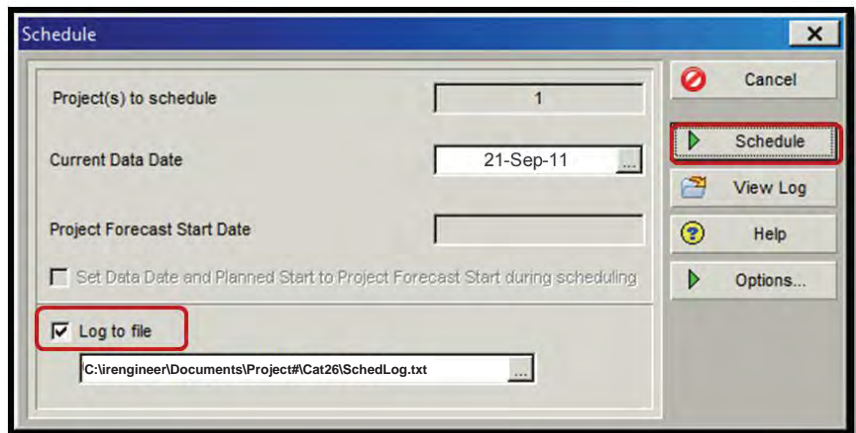 Schedule
Project(s) to schedule
1
Current Data Date
21-Sep-11
...
Project Forecast Start Date
Set Data Date and Planned Start to Project Forecast Start during scheduling
Log to file
C:\irengineer\Documents\Project#\Cat26\SchedLog.txt
...
Cancel
Schedule
View Log
Help
Options...